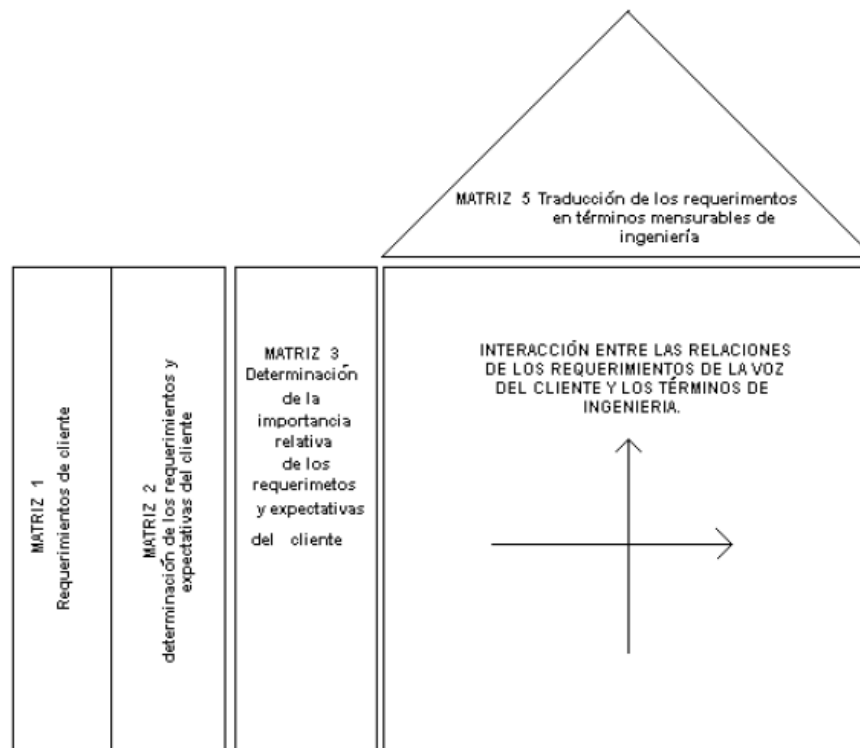 MATRIZ 5 Traducción de los requerimentos
en términos mensurables de
ingeniería
MATRIZ 1
Requerimientos de cliente
MATRIZ 2
determinación de los requerimientos y
expectativas del cliente
MATRIZ 3
Determinación
de la
importancia
relativa
de los
requerimetos
y expectativas
del cliente
INTERACCIÓN ENTRE LAS RELACIONES
DE LOS REQUERIMIENTOS DE LA VOZ
DEL CLIENTE Y LOS TÉRMINOS DE
INGENIERIA.